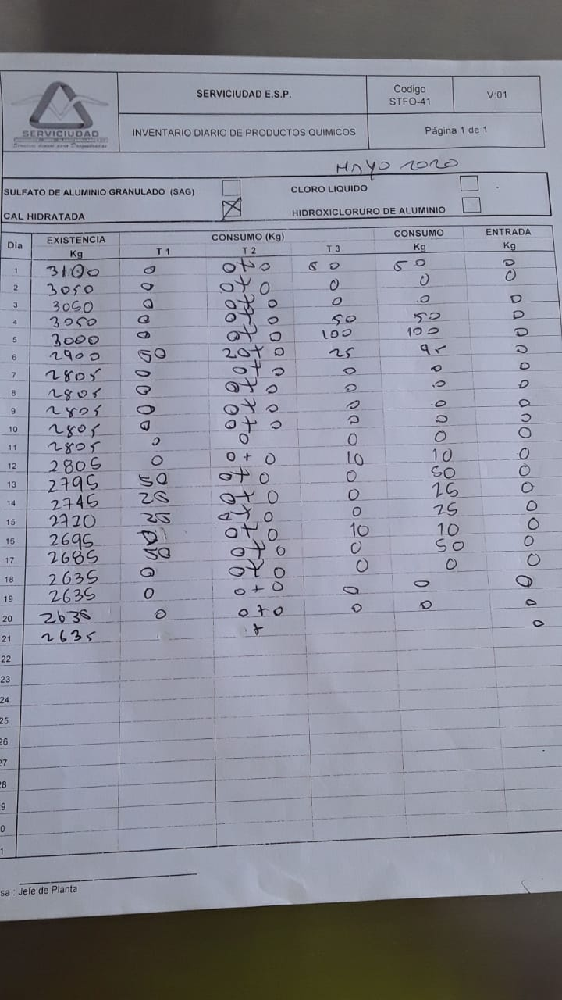 SERVICIUDAD
SERVICIUDAD E.S.P.
Codigo STFO-41
V:01
INVENTARIO DIARIO DE PRODUCTOS QUIMICOS
Página 1 de 1
MAYO 2020
SULFATO DE ALUMINIO GRANULADO (SAG)
CLORO LIQUIDO
CAL HIDRATADA X
HIDROXICLORURO DE ALUMINIO
Dia EXISTENCIA Kg CONSUMO (Kg) T 1 T 2 T 3 CONSUMO Kg ENTRADA Kg
1 3100 0 0+0 50 50 0
2 3050 0 0+0 0 0 0
3 3050 0 0+0 0 0 0
4 3050 0 0+0 50 50 0
5 3000 0 0+0 100 100 0
6 2900 50 20+0 25 95 0
7 2805 0 0+0 0 0 0
8 2805 0 0+0 0 0 0
9 2805 0 0+0 0 0 0
10 2805 0 0+0 0 0 0
11 2805 0 0 0 0 0
12 2805 0 0+0 10 10 0
13 2795 50 0+0 0 50 0
14 2745 25 0+0 0 25 0
15 2720 25 0 0 25 0
16 2695 0+0 10 10 0
17 2685 50 0+0 0 50 0
18 2635 0 0+0 0 0 0
19 2635 0 0+0 0 0 0
20 2635 0 0+0 0 0 0
21 2635 + 0
22
23
24
25
26
27
28
9
0
1
sa : Jefe de Planta